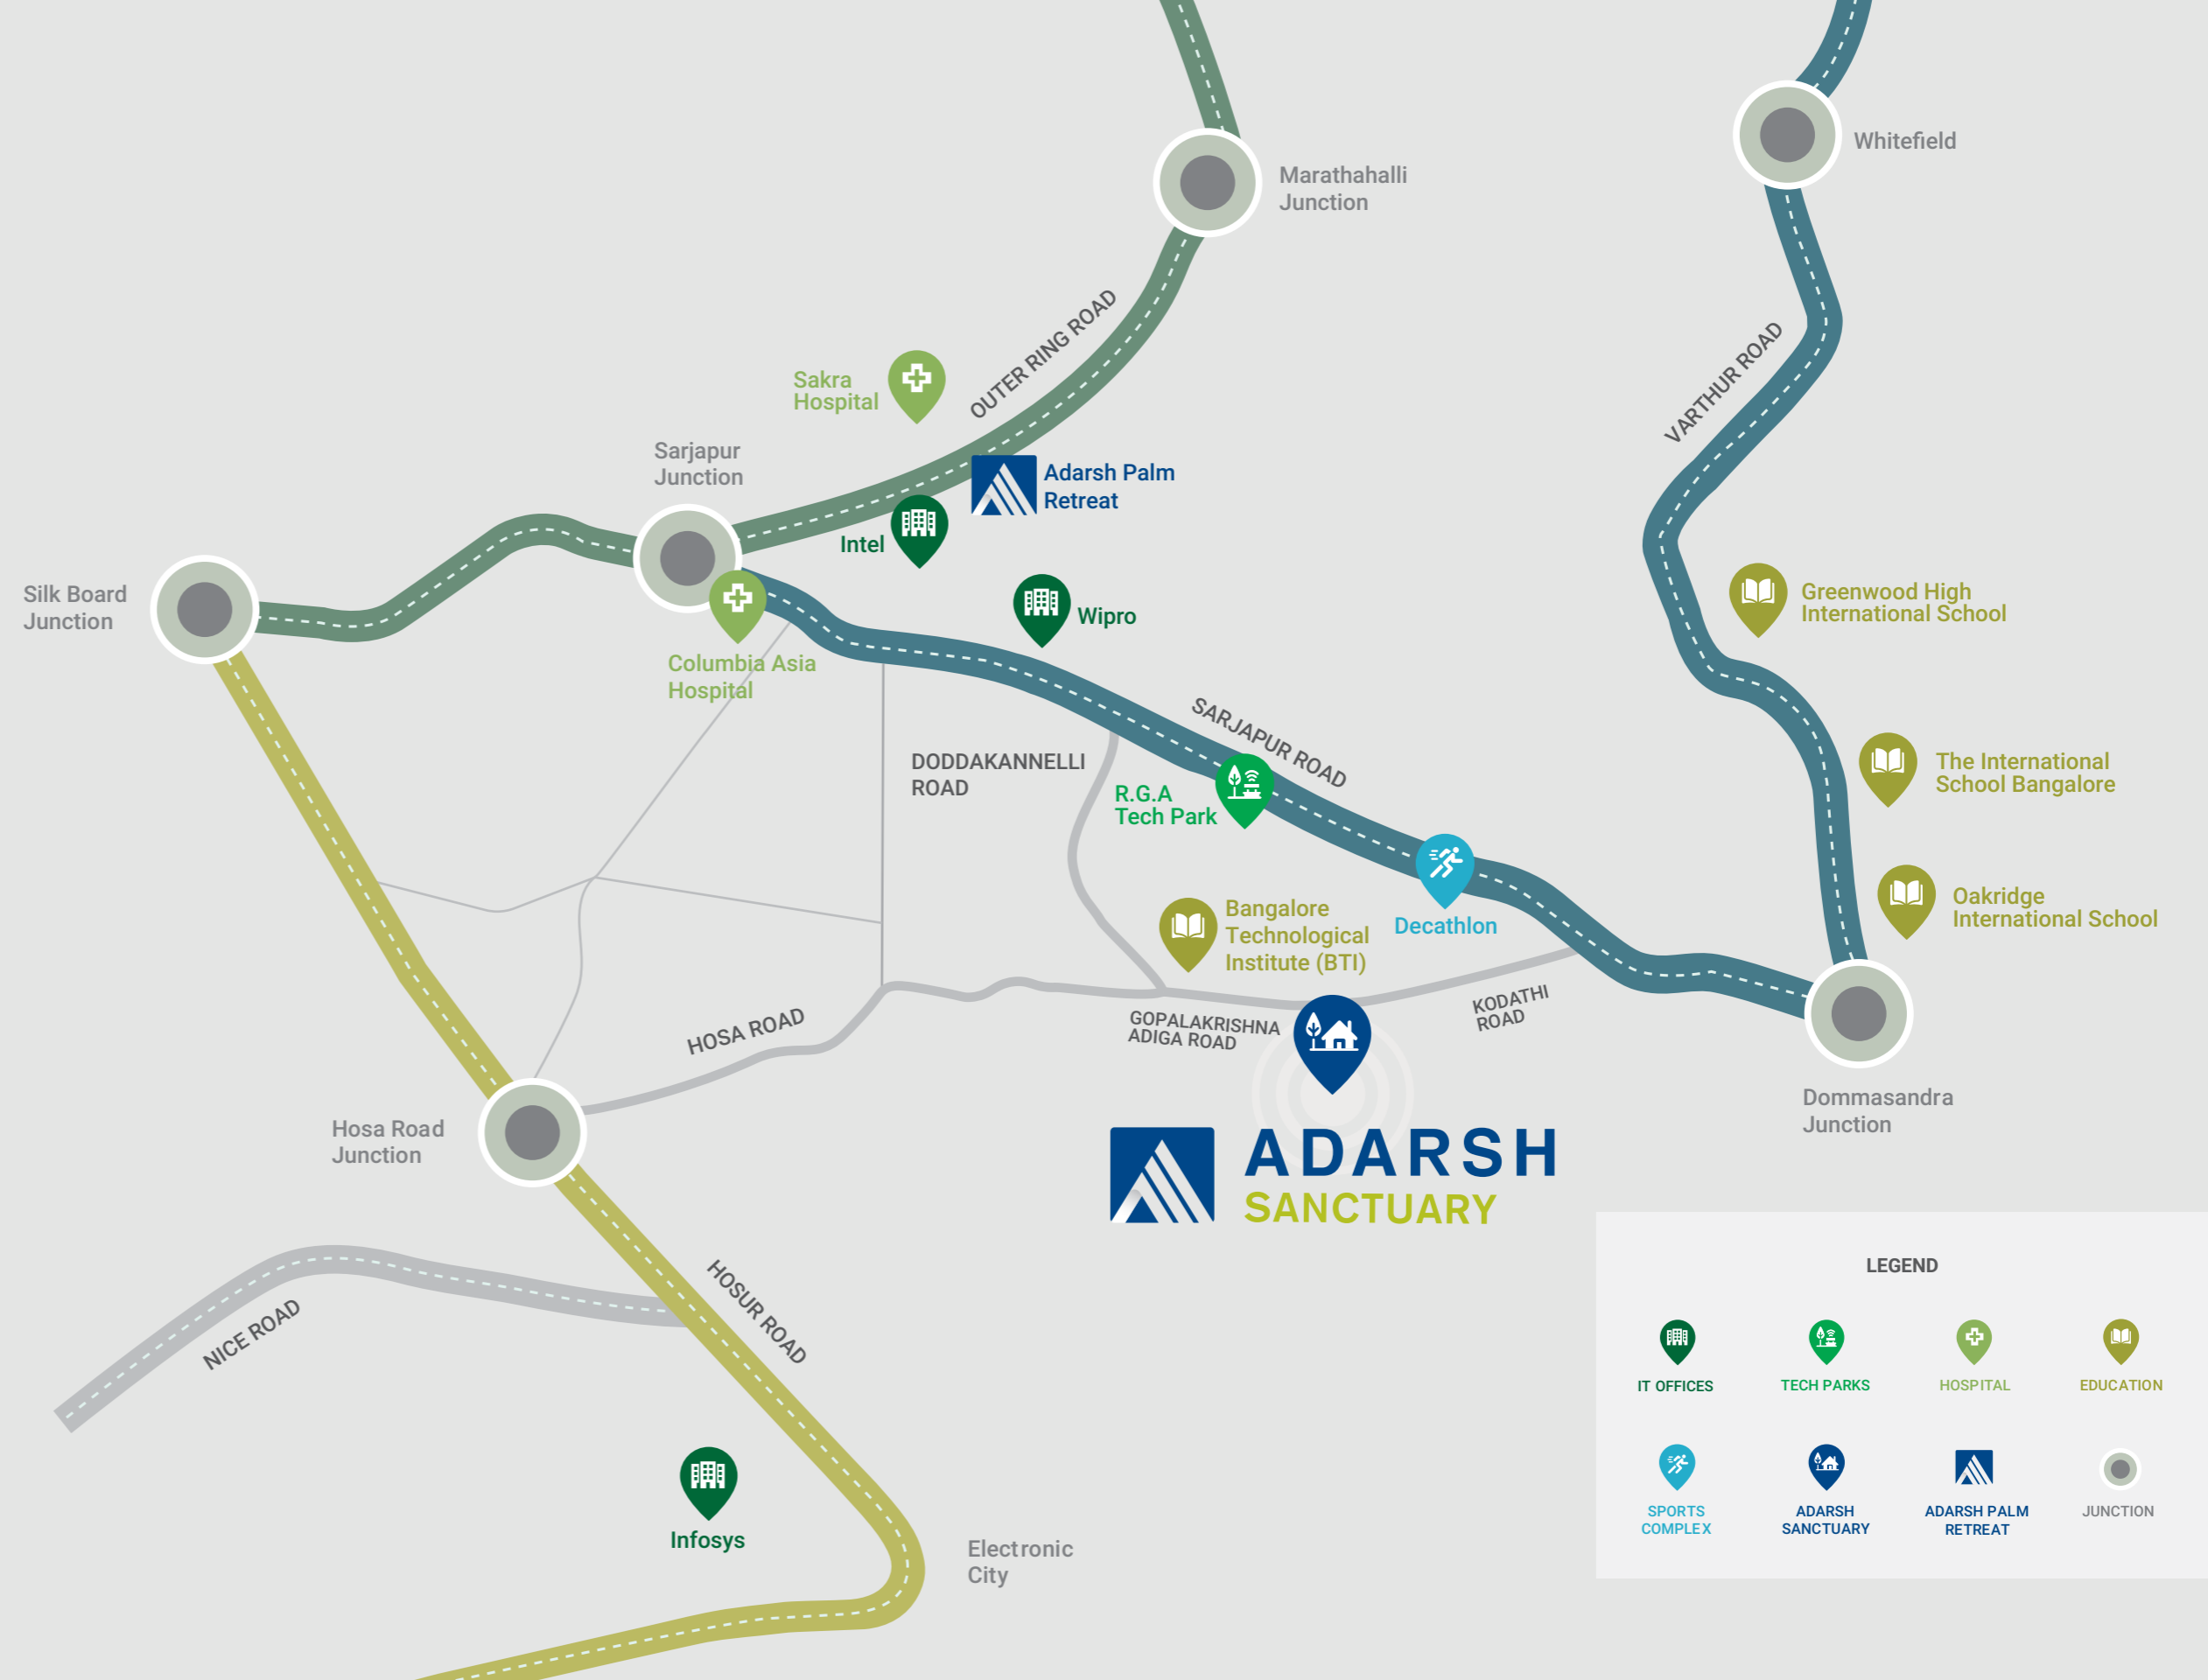 Whitefield
Marathahalli
Junction
OUTER RING ROAD
VARTHUR ROAD
Sakra
Hospital
Sarjapur
Junction
Adarsh Palm
Retreat
Intel
Silk Board
Junction
Wipro
Greenwood High
International School
Columbia Asia
Hospital
SARJAPUR ROAD
DODDAKANNELLI
ROAD
R.G.A
Tech Park
The International
School Bangalore
Bangalore
Technological
Institute (BTI)
Decathlon
Oakridge
International School
HOSA ROAD
GOPALAKRISHNA
ADIGA ROAD
KODATHI
ROAD
Dommasandra
Junction
Hosa Road
Junction
ADARSH
SANCTUARY
HOSUR ROAD
NICE ROAD
Infosys
Electronic
City
LEGEND
IT OFFICES
TECH PARKS
HOSPITAL
EDUCATION
SPORTS
COMPLEX
ADARSH
SANCTUARY
ADARSH PALM
RETREAT
JUNCTION